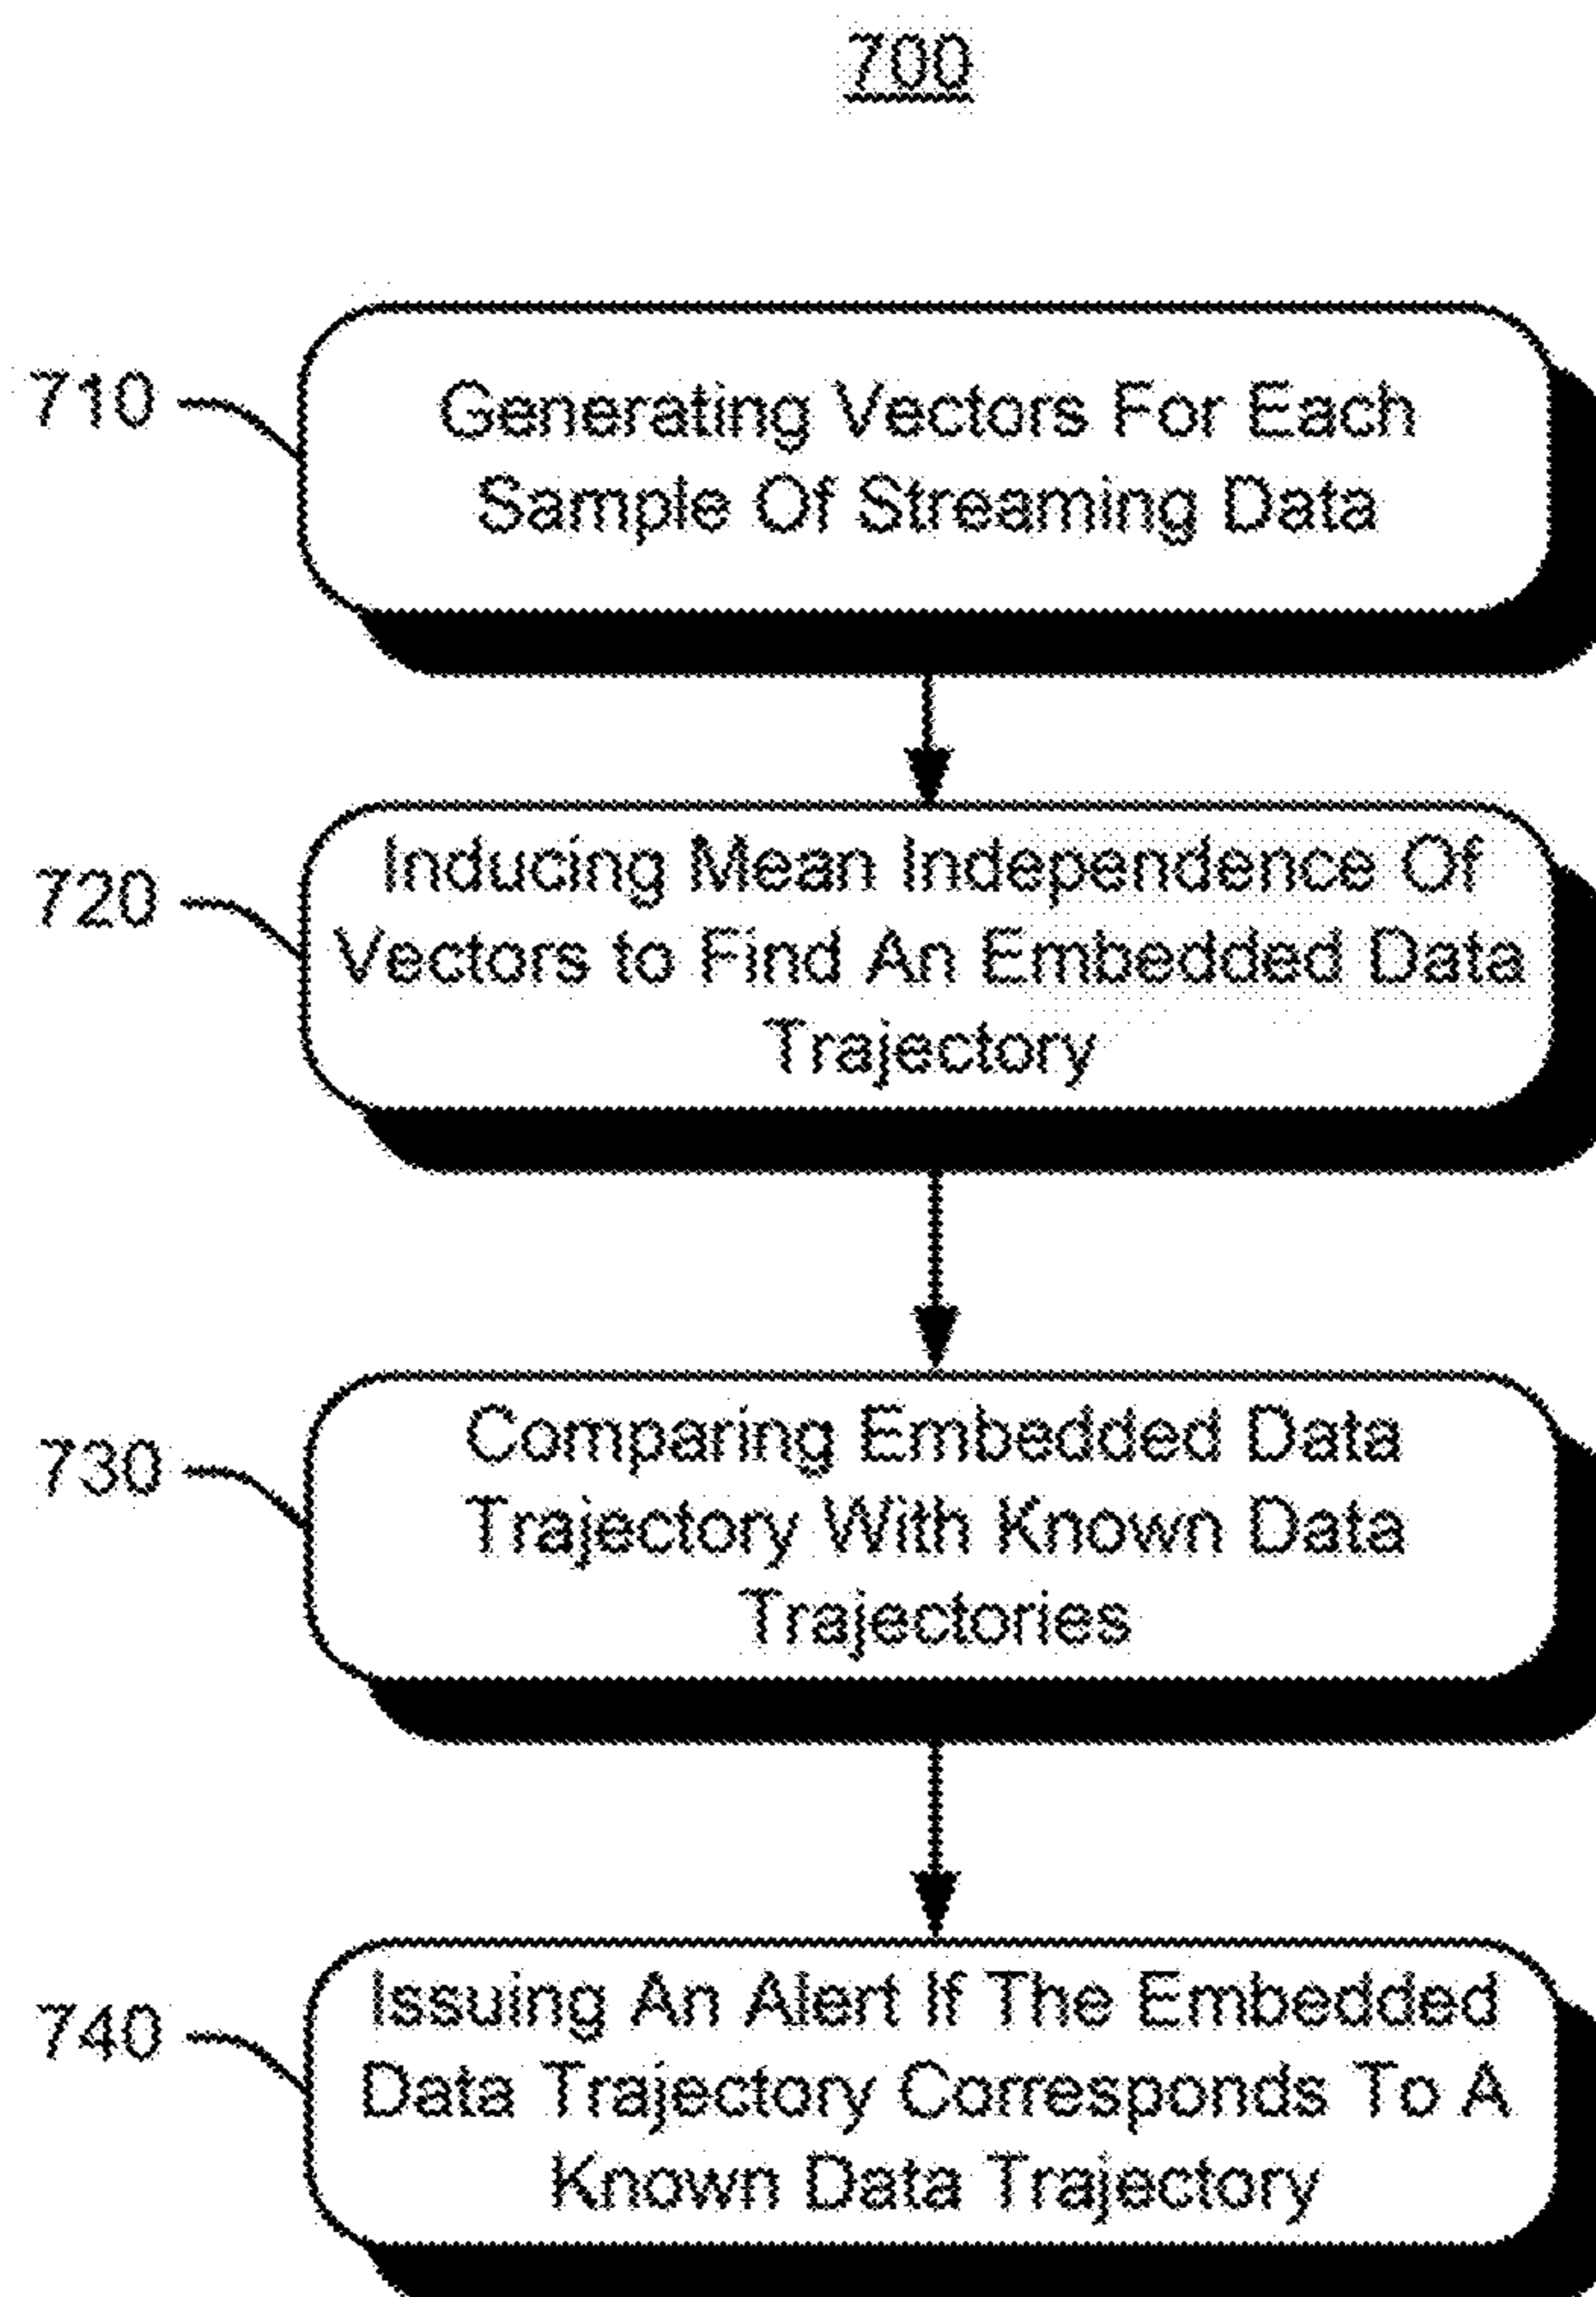 700
710
Generating Vectors For Each
Sample Of Streaming Data
720
Inducing Mean Independence Of
Vectors to Find An Embedded Data
Trajectory
730
Comparing Embedded Data
Trajectory With Known Data
Trajectories
740
Issuing An Alert If The Embedded
Data Trajectory Corresponds To A
Known Data Trajectory